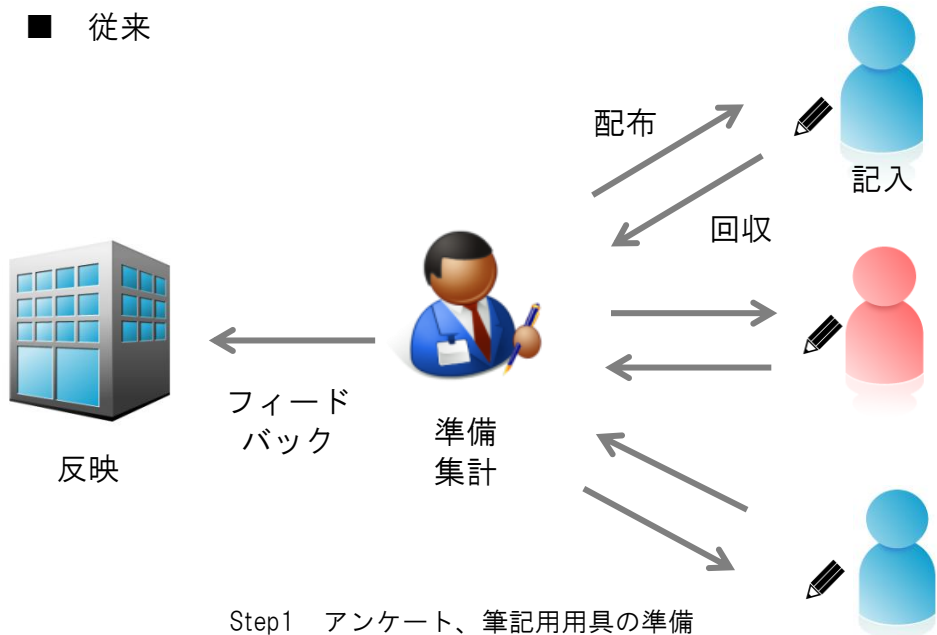 ■ 従来
配布
記入
回収
フィード
バック
準備
集計
反映
Step1 アンケート、筆記用用具の準備